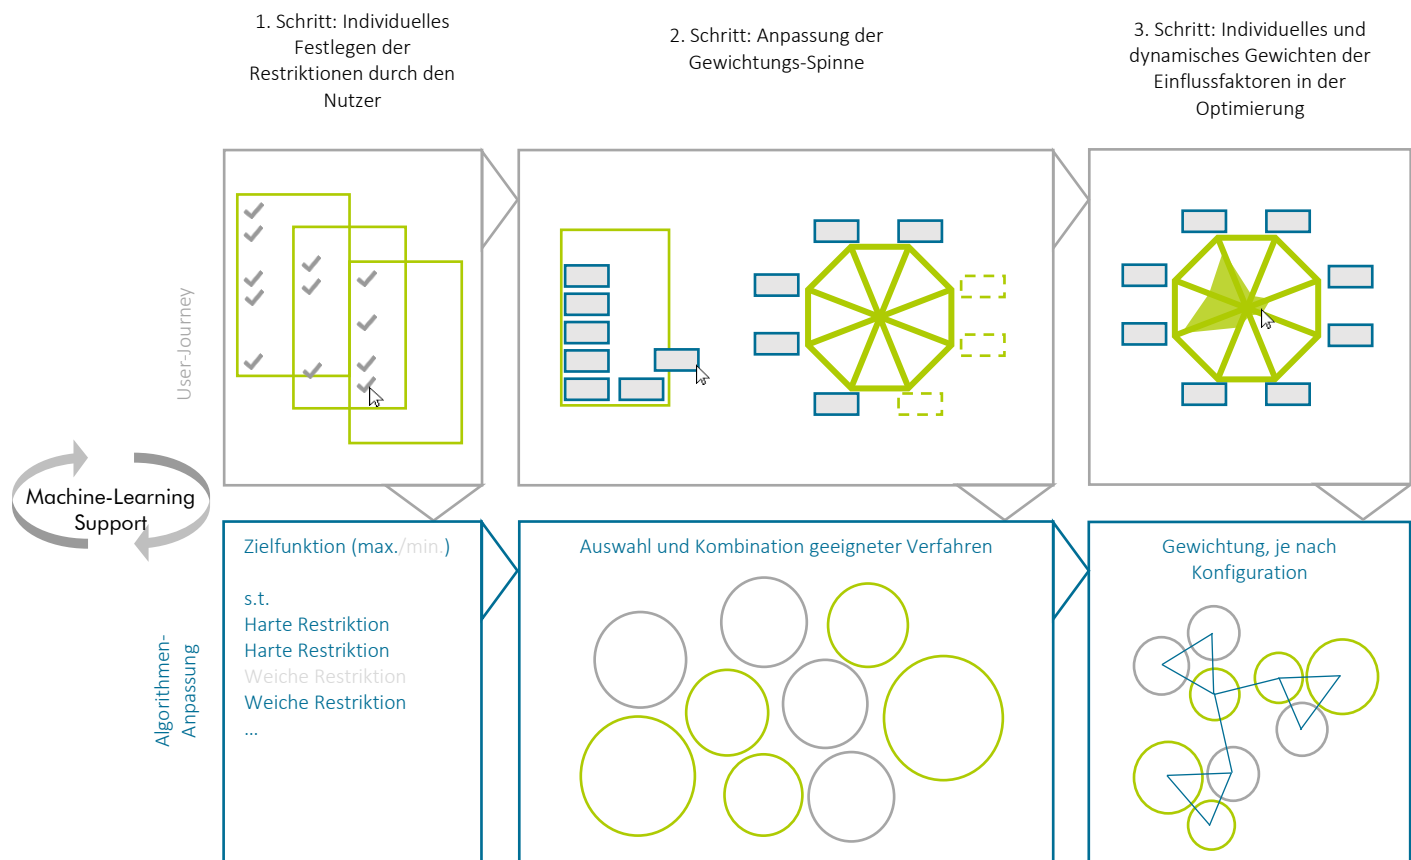 1. Schritt: Individuelles
Festlegen der
Restriktionen durch den
Nutzer
2. Schritt: Anpassung der
Gewichtungs-Spinne
3. Schritt: Individuelles und
dynamisches Gewichten der
Einflussfaktoren in der
Optimierung
User-Journey
Machine-Learning
Support
Algorithmen-
Anpassung
Zielfunktion (max./min.)
s.t.
Harte Restriktion
Harte Restriktion
Weiche Restriktion
Weiche Restriktion
...
Auswahl und Kombination geeigneter Verfahren
Gewichtung, je nach
Konfiguration